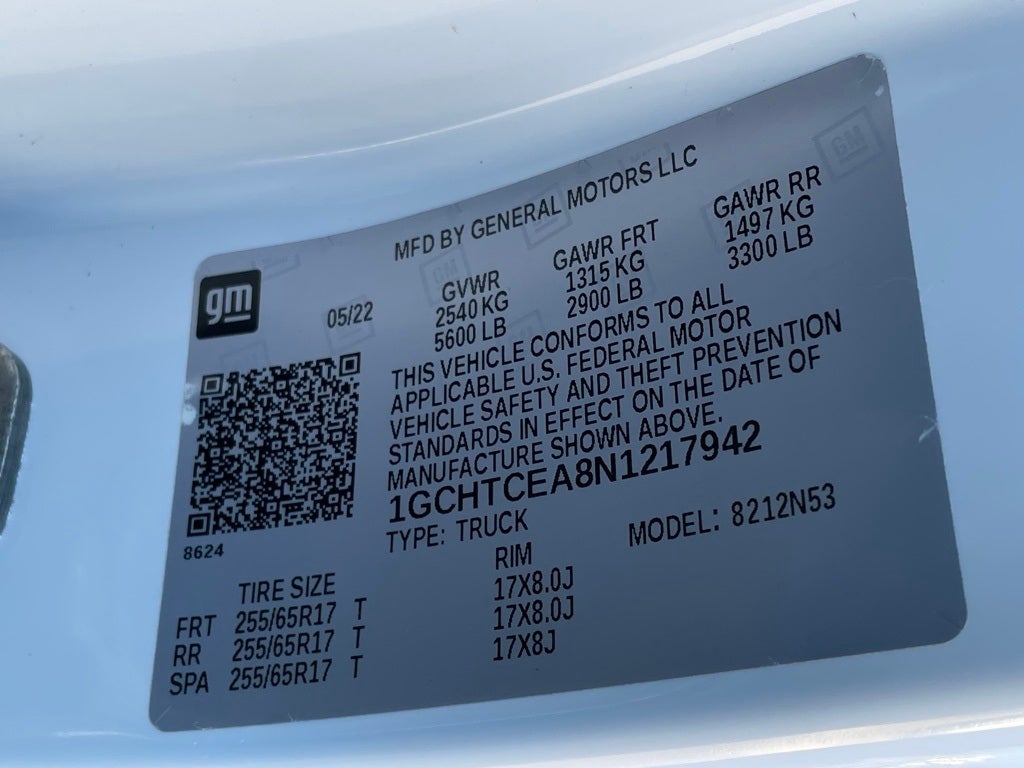 MFD BY GENERAL MOTORS LLC
gm
05/22
GVWR
2540 KG
5600 LB
GAWR FRT
1315 KG
2900 LB
GAWR RR
1497 KG
3300 LB
THIS VEHICLE CONFORMS TO ALL
APPLICABLE U.S. FEDERAL MOTOR
VEHICLE SAFETY AND THEFT PREVENTION
STANDARDS IN EFFECT ON THE DATE OF
MANUFACTURE SHOWN ABOVE.
1GCHTCEA8N1217942
TYPE: TRUCK
MODEL: 8212N53
8624
TIRE SIZE
RIM
FRT 255/65R17 T 17X8.0J
RR 255/65R17 T 17X8.0J
SPA 255/65R17 T 17X8J
GM